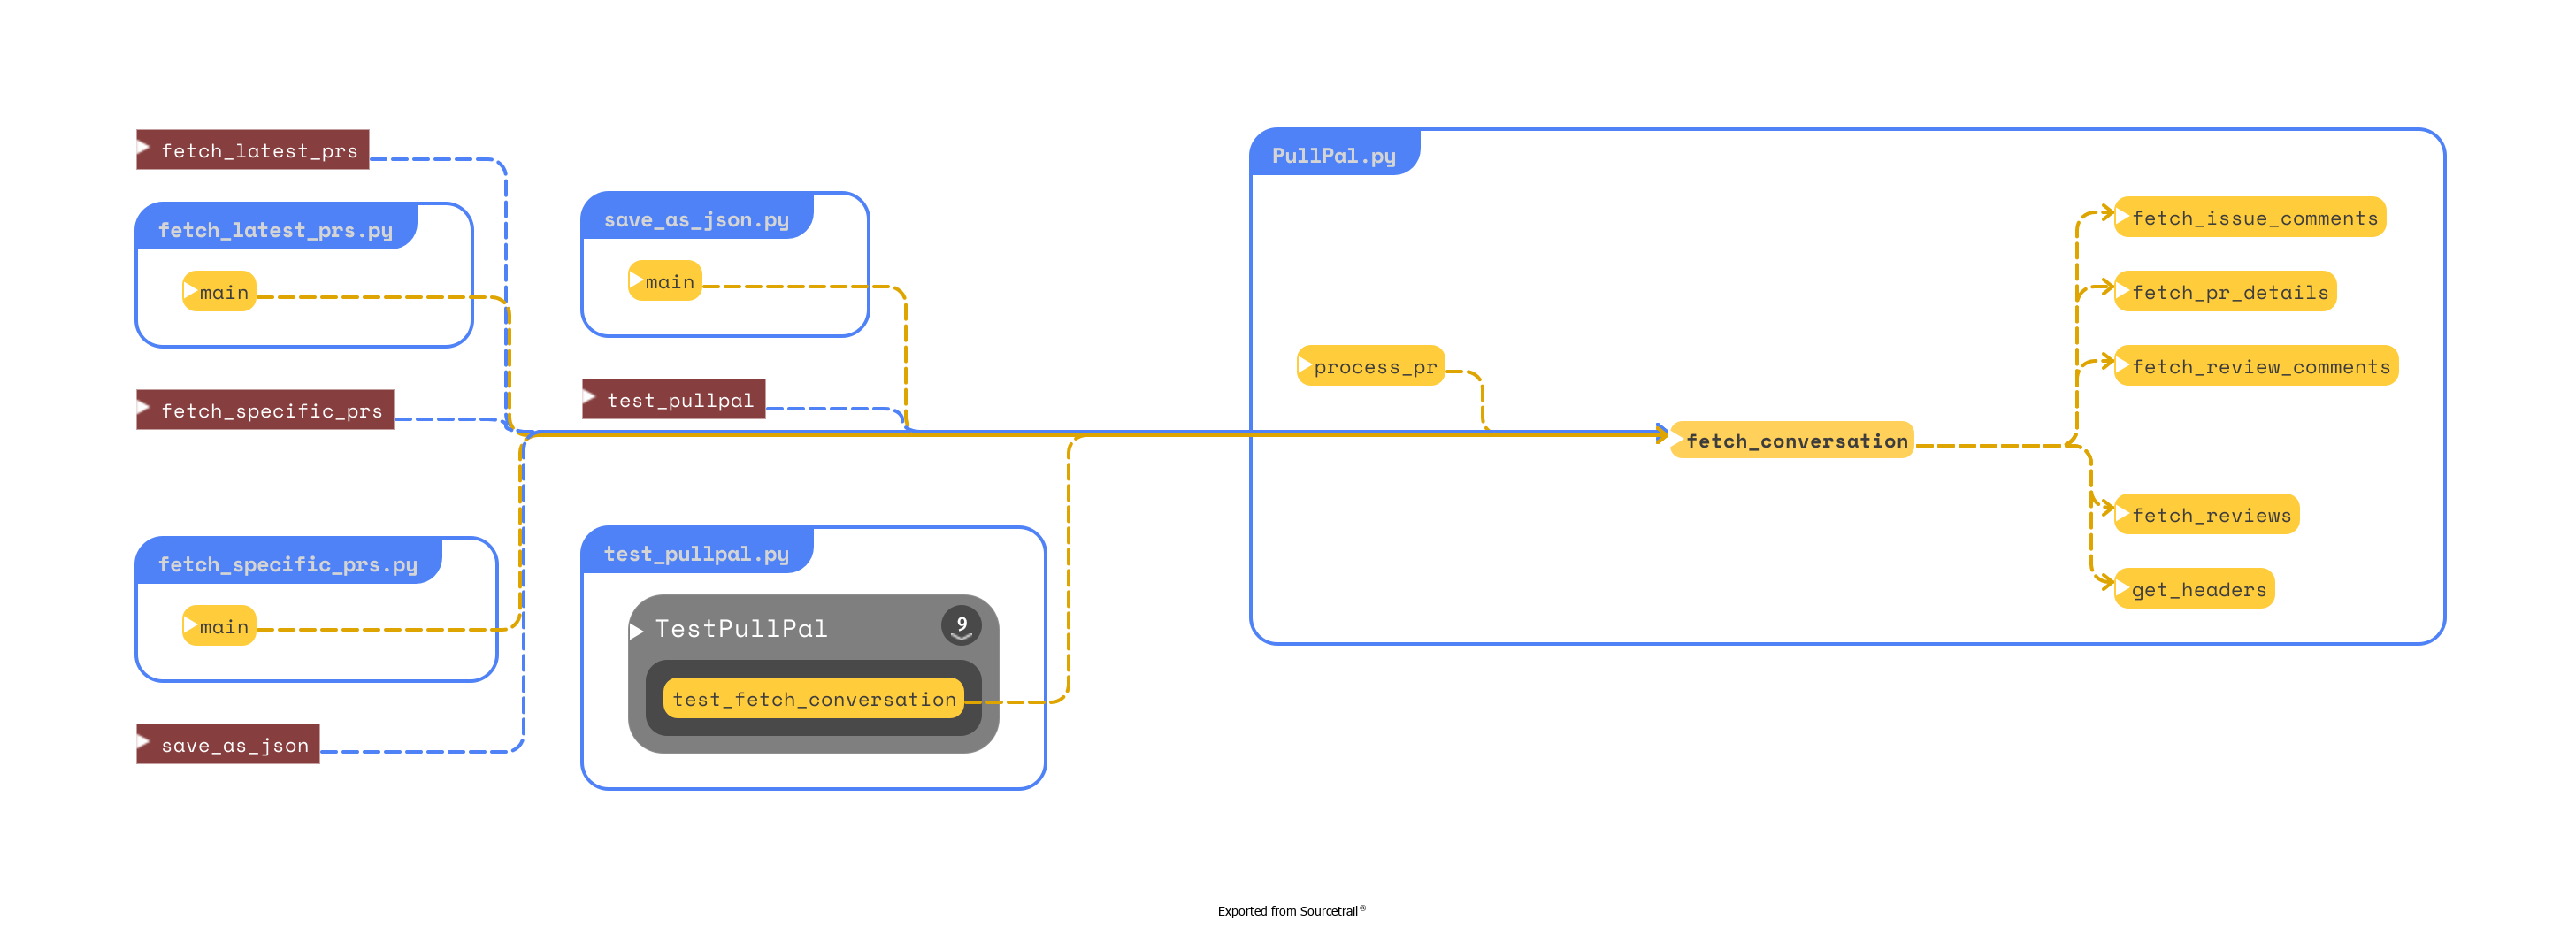 fetch_latest_prs
fetch_latest_prs.py
main
fetch_specific_prs
fetch_specific_prs.py
main
save_as_json
save_as_json.py
main
test_pullpal
test_pullpal.py
TestPullPal
9
test_fetch_conversation
PullPal.py
process_pr
fetch_conversation
fetch_issue_comments
fetch_pr_details
fetch_review_comments
fetch_reviews
get_headers
Exported from Sourcetrail®